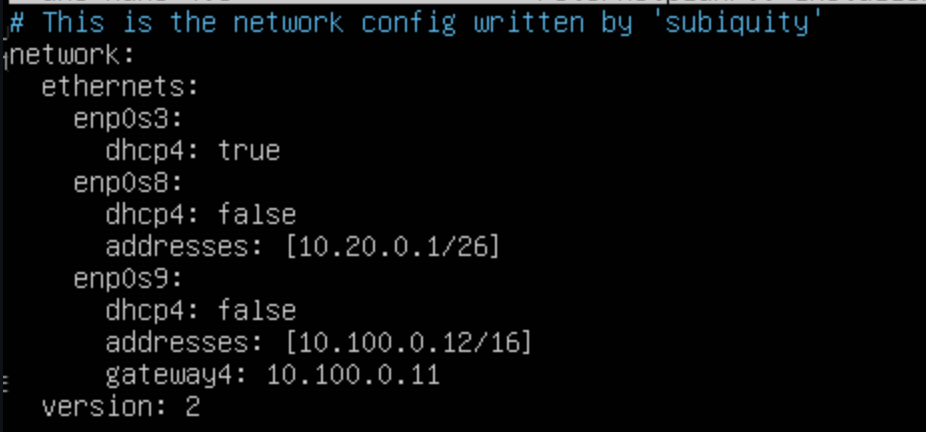 # This is the network config written by 'subiquity'
network:
  ethernets:
    enp0s3:
      dhcp4: true
    enp0s8:
      dhcp4: false
      addresses: [10.20.0.1/26]
    enp0s9:
      dhcp4: false
      addresses: [10.100.0.12/16]
      gateway4: 10.100.0.11
  version: 2